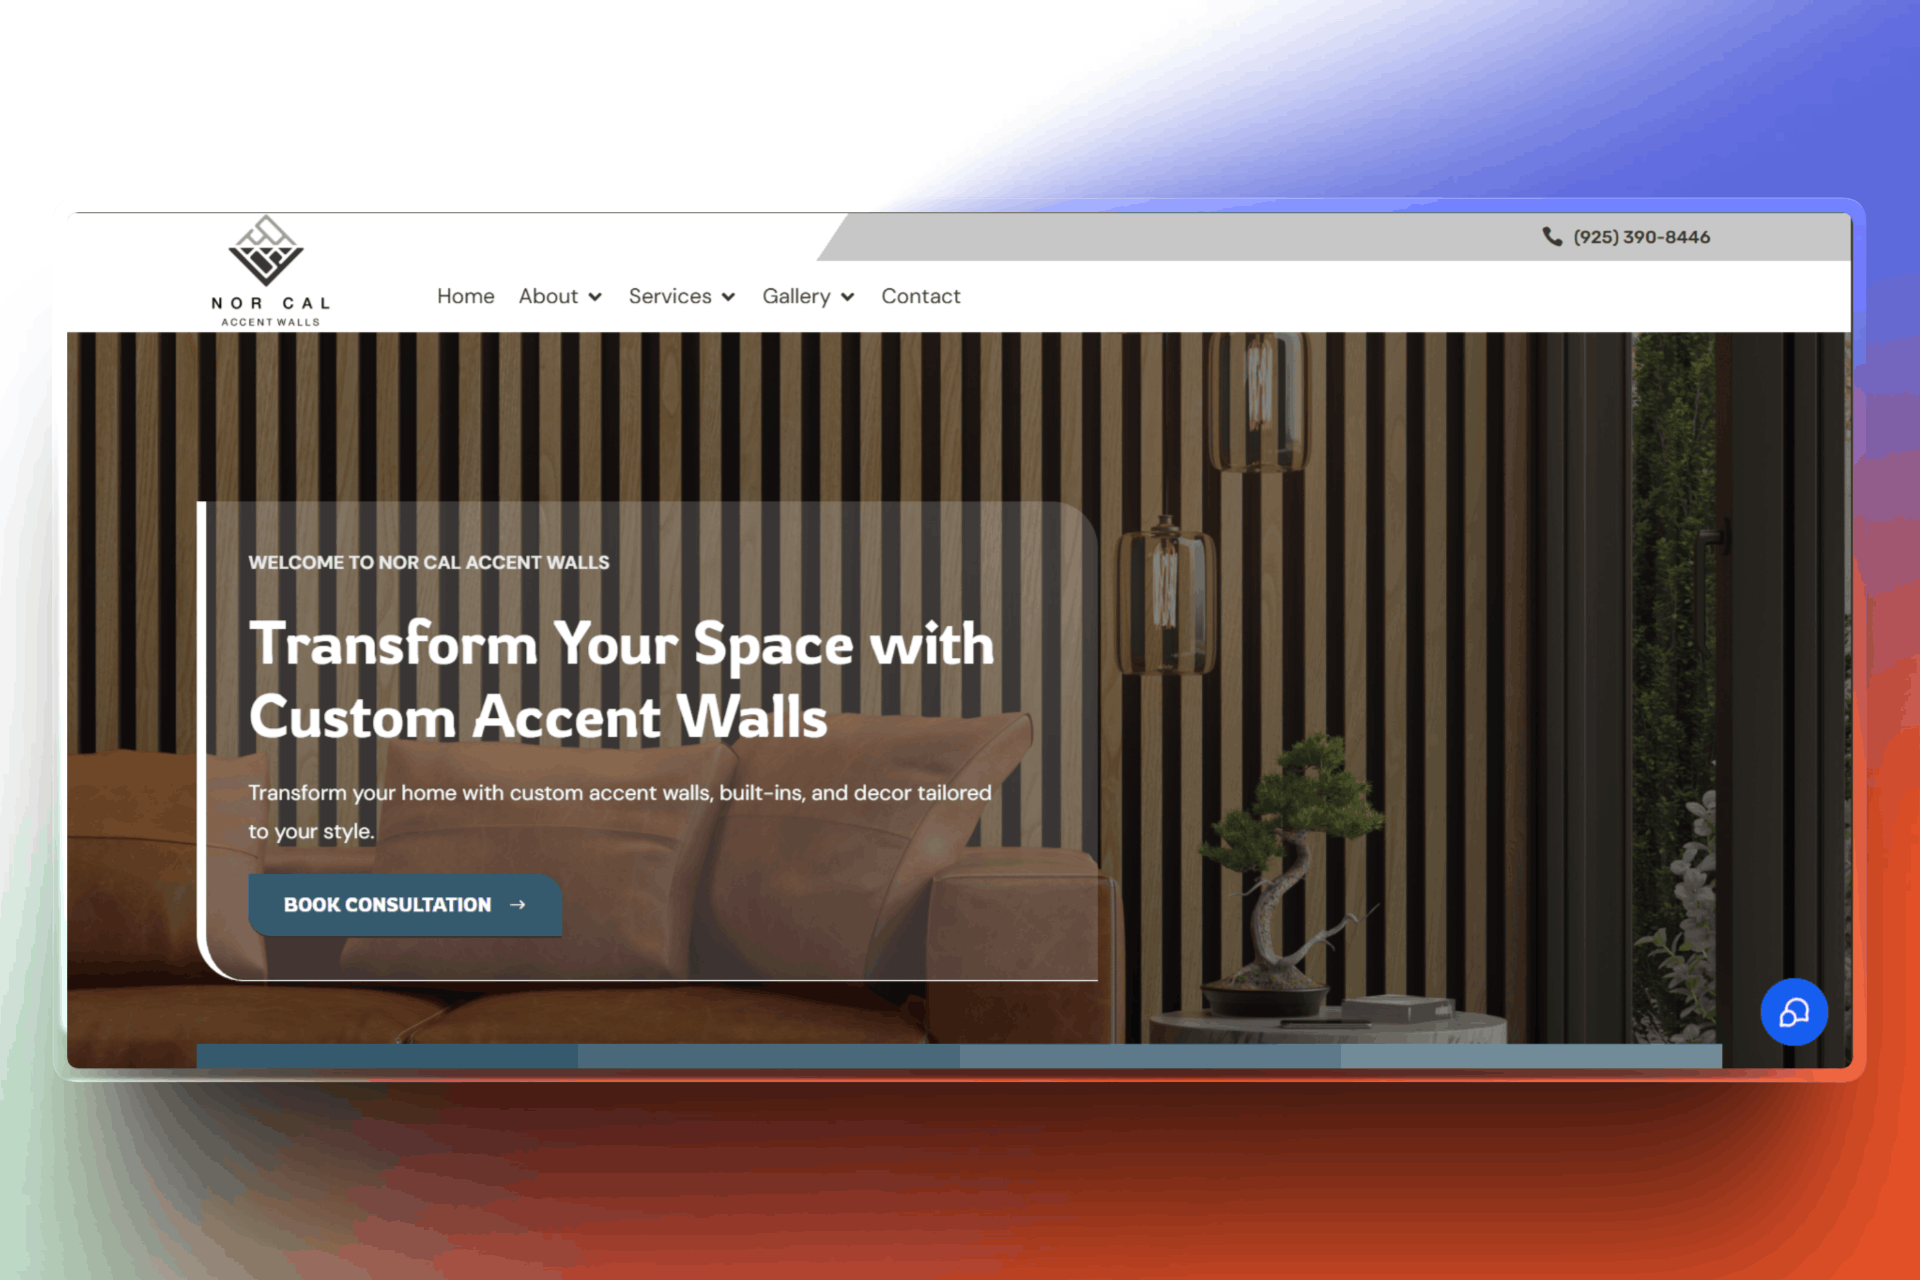 (925) 390-8446
NOR CAL
ACCENT WALLS
Home About Services Gallery Contact
WELCOME TO NOR CAL ACCENT WALLS
Transform Your Space with
Custom Accent Walls
Transform your home with custom accent walls, built-ins, and decor tailored
to your style.
BOOK CONSULTATION →